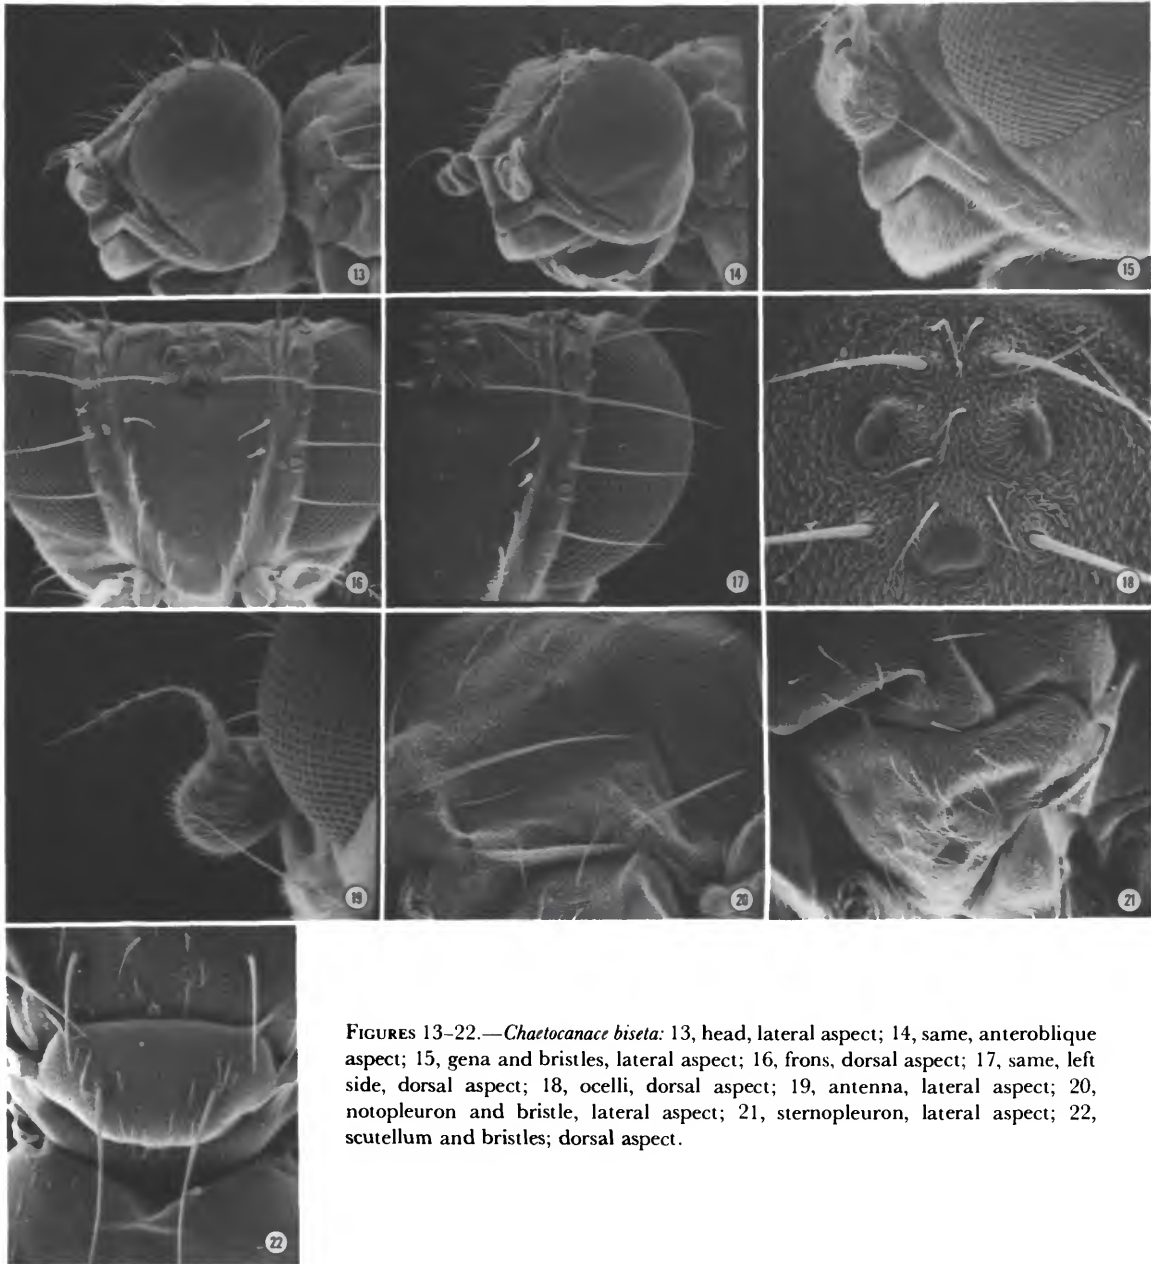 13
14
15
16
17
18
19
20
21
22
FIGURES 13–22.—Chaetocanace biseta: 13, head, lateral aspect; 14, same, anteroblique
aspect; 15, gena and bristles, lateral aspect; 16, frons, dorsal aspect; 17, same, left
side, dorsal aspect; 18, ocelli, dorsal aspect; 19, antenna, lateral aspect; 20,
notopleuron and bristle, lateral aspect; 21, sternopleuron, lateral aspect; 22,
scutellum and bristles; dorsal aspect.